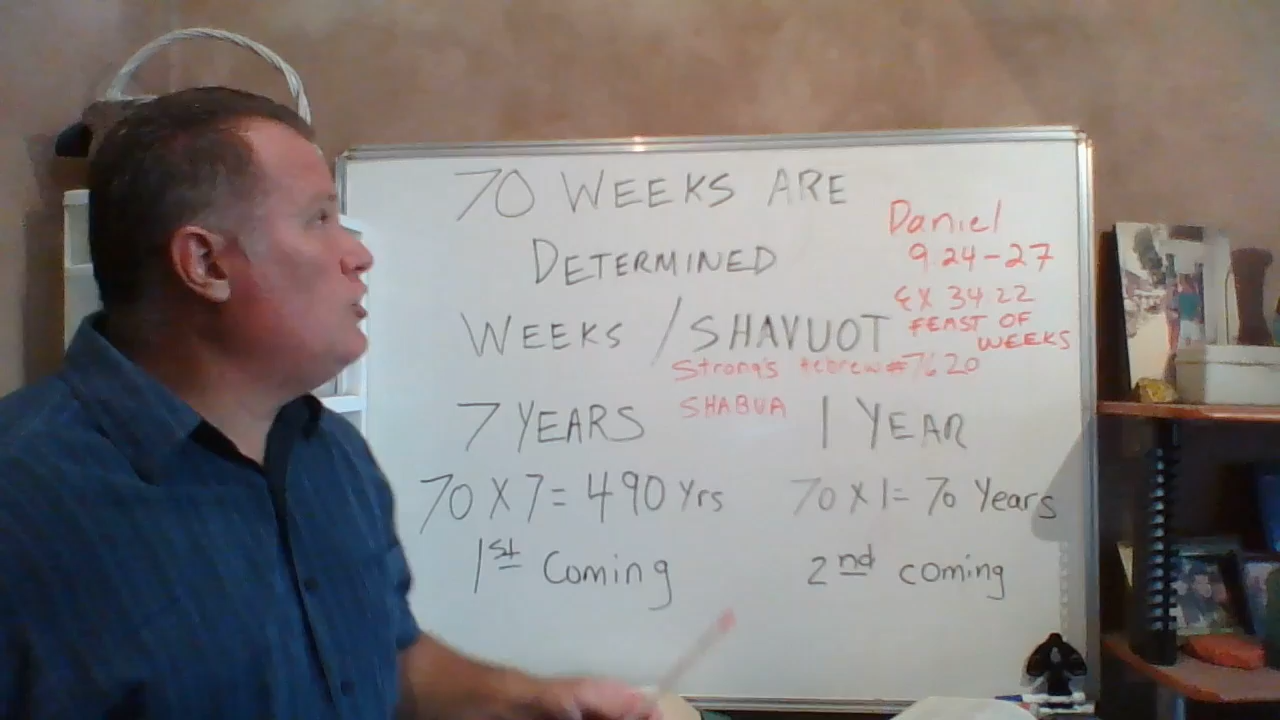 70 WEEKS ARE
DETERMINED
Daniel
9 24-27
EX 34 22
FEAST OF
WEEKS
WEEKS / SHAVUOT
Strong's Hebrew #7620
SHABUA
7 YEARS
1 YEAR
70 X 7 = 490 Yrs
70 X 1 = 70 Years
1st Coming
2nd coming